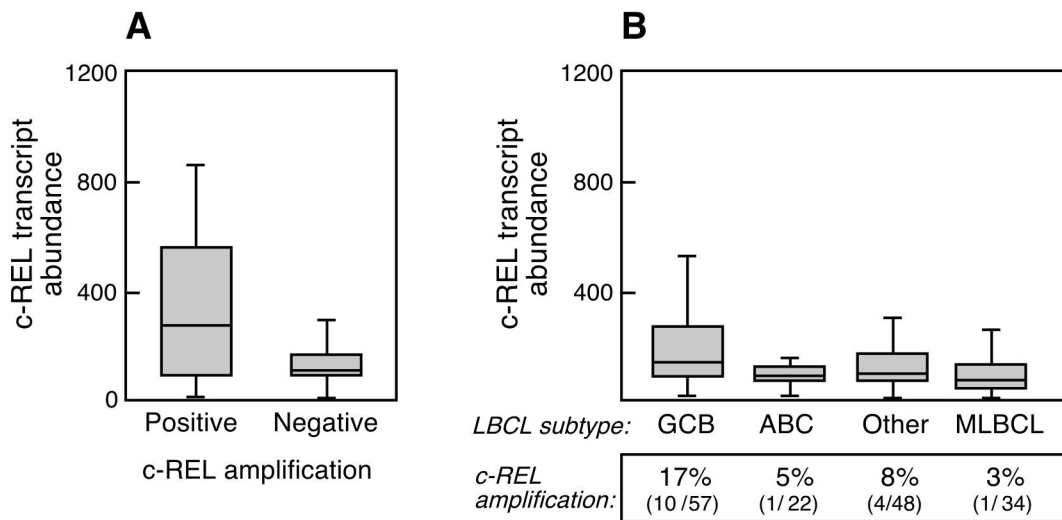 A
c-REL transcript
abundance
1200
800
400
0
Positive
Negative
c-REL amplification
B
c-REL transcript
abundance
1200
800
400
LBCL subtype:
GCB
ABC
Other
MLBCL
c-REL
amplification:
17%
5%
8%
3%
(10 /57)
(1/ 22)
(4/48)
(1/ 34)